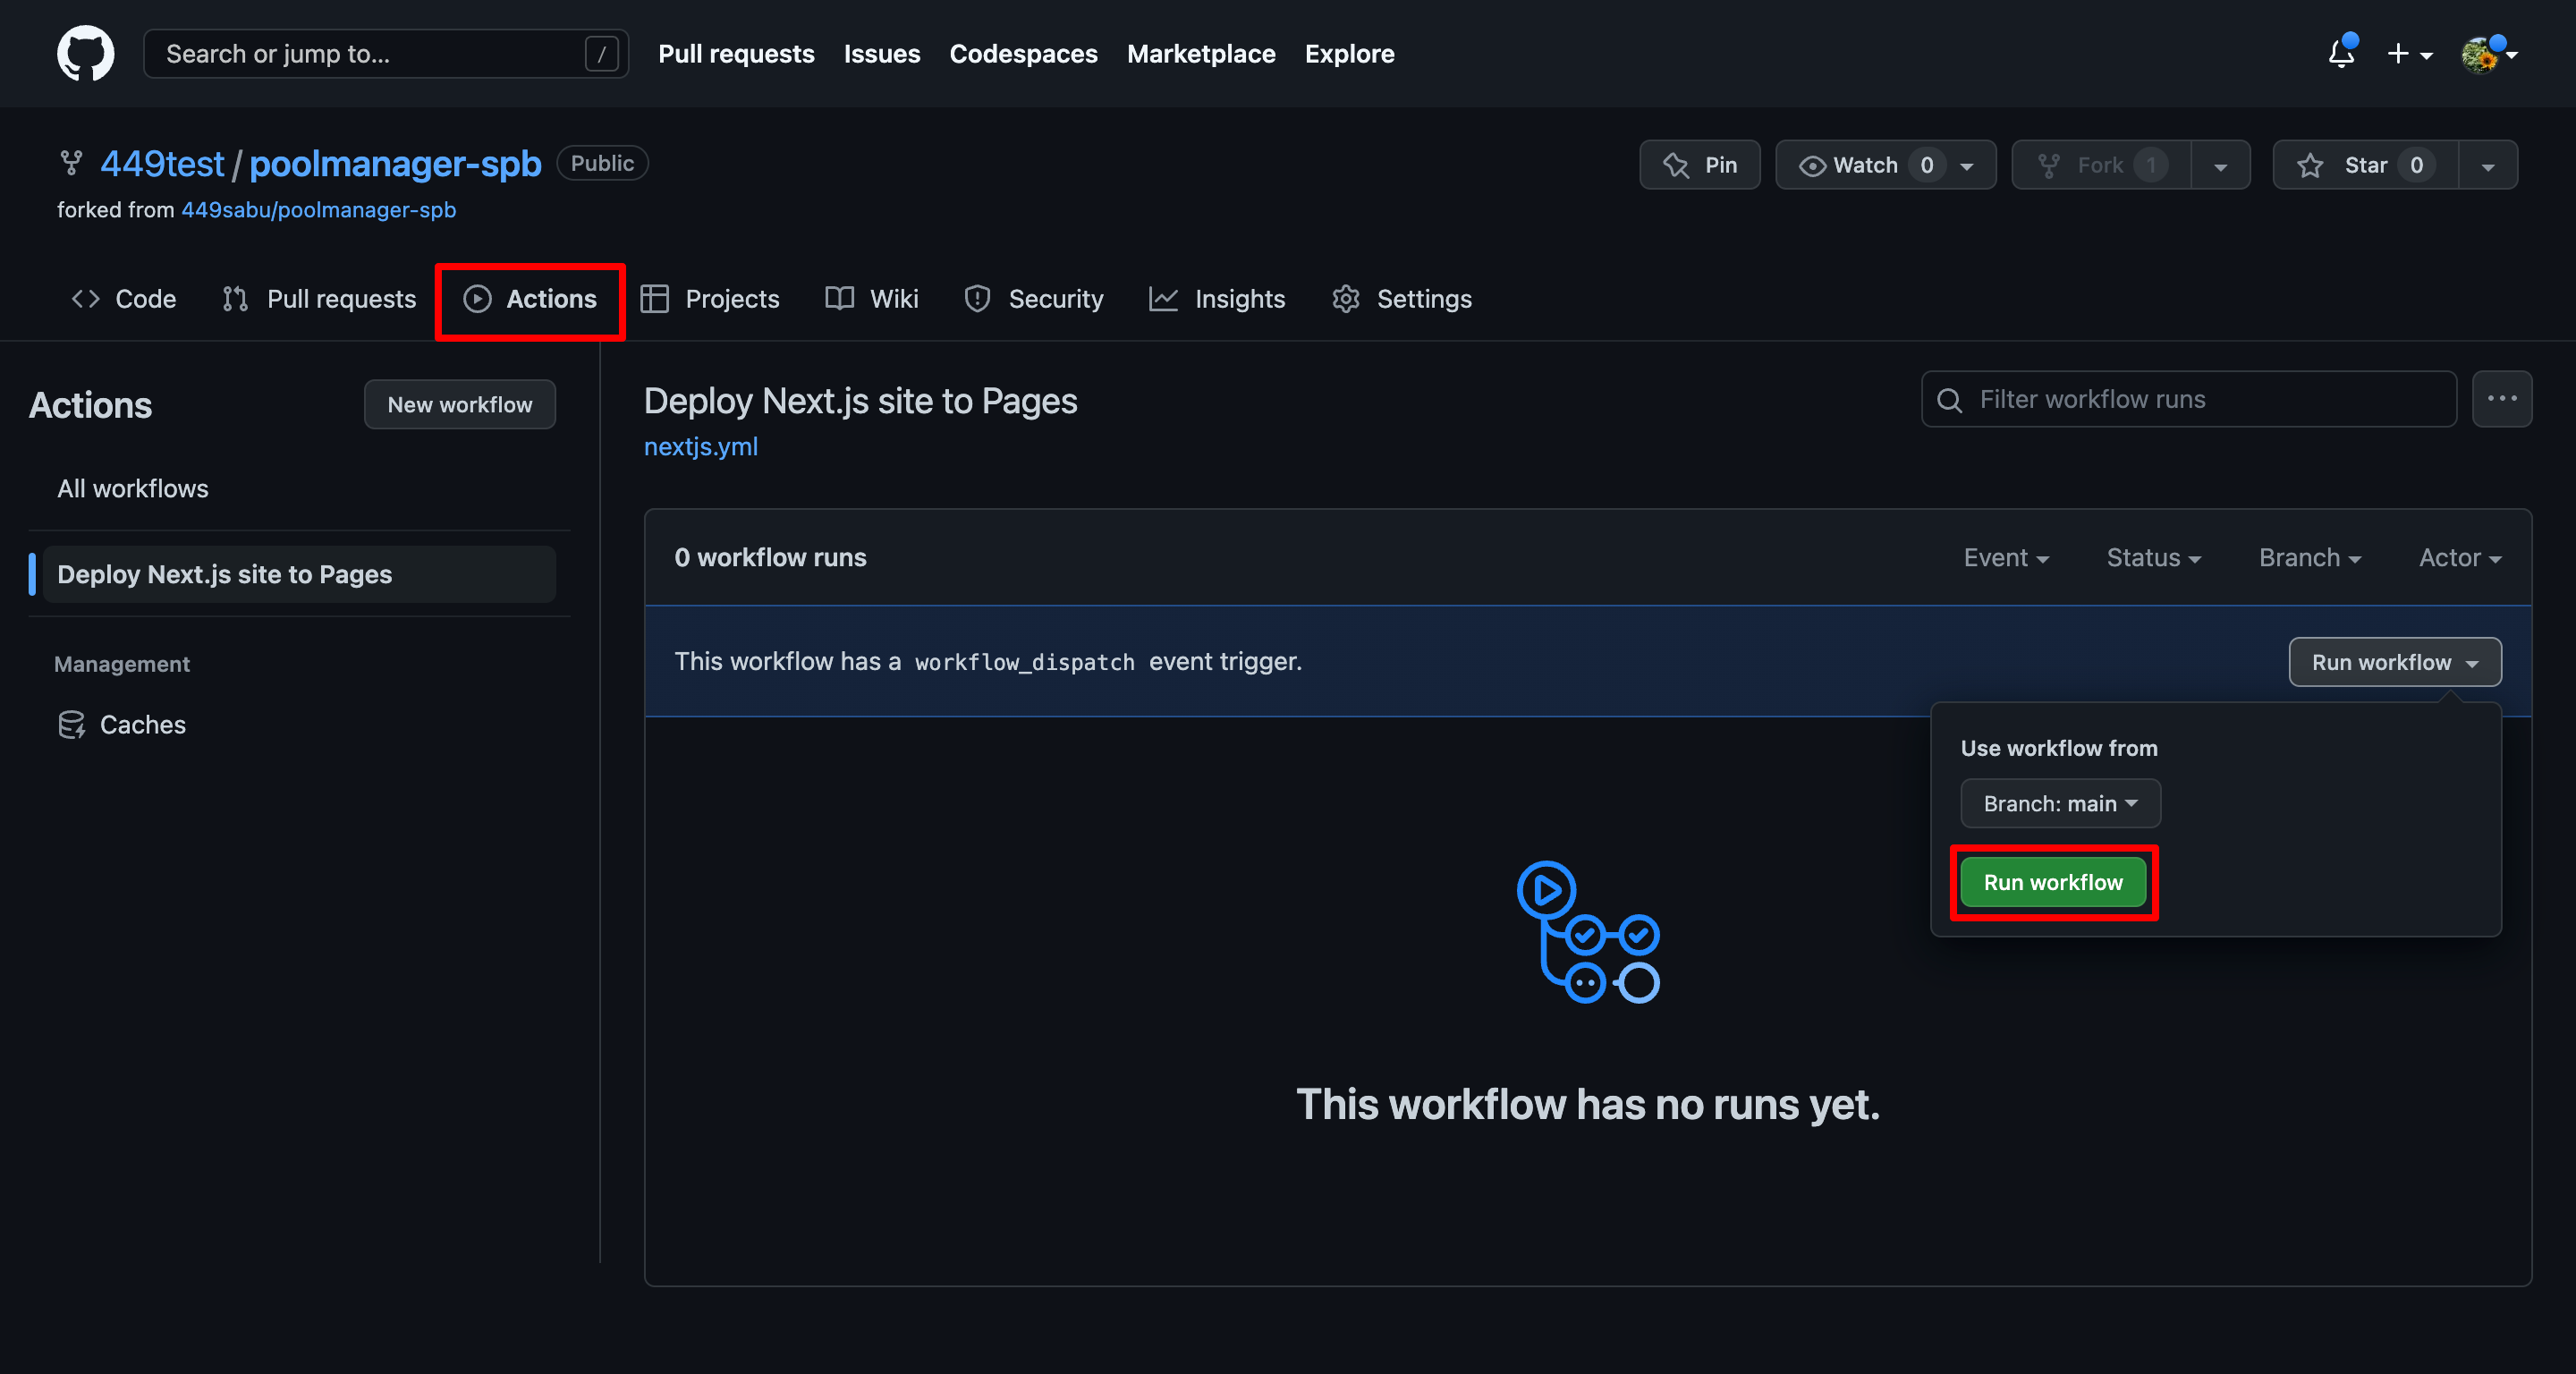 Search or jump to... /
Pull requests Issues Codespaces Marketplace Explore
449test / poolmanager-spb Public
Pin Watch 0 Fork 1 Star 0
forked from 449sabu/poolmanager-spb
Code Pull requests Actions Projects Wiki Security Insights Settings
Actions
New workflow
All workflows
Deploy Next.js site to Pages
Management
Caches
Deploy Next.js site to Pages
nextjs.yml
Filter workflow runs
0 workflow runs
Event Status Branch Actor
This workflow has a workflow_dispatch event trigger.
Run workflow
Use workflow from
Branch: main
Run workflow
This workflow has no runs yet.